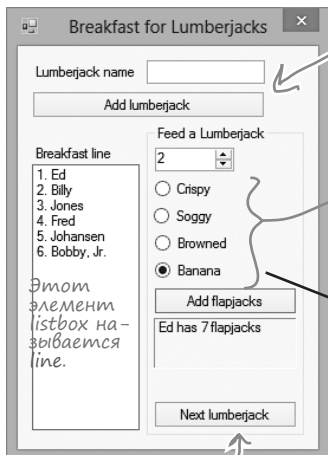 Breakfast for Lumberjacks
Lumberjack name
Add lumberjack
Breakfast line
1. Ed
2. Billy
3. Jones
4. Fred
5. Johansen
6. Bobby, Jr.
Этот
элемент
listbox на-
зывается
line.
Feed a Lumberjack
2
Crispy
Soggy
Browned
Banana
Add flapjacks
Ed has 7 flapjacks
Next lumberjack